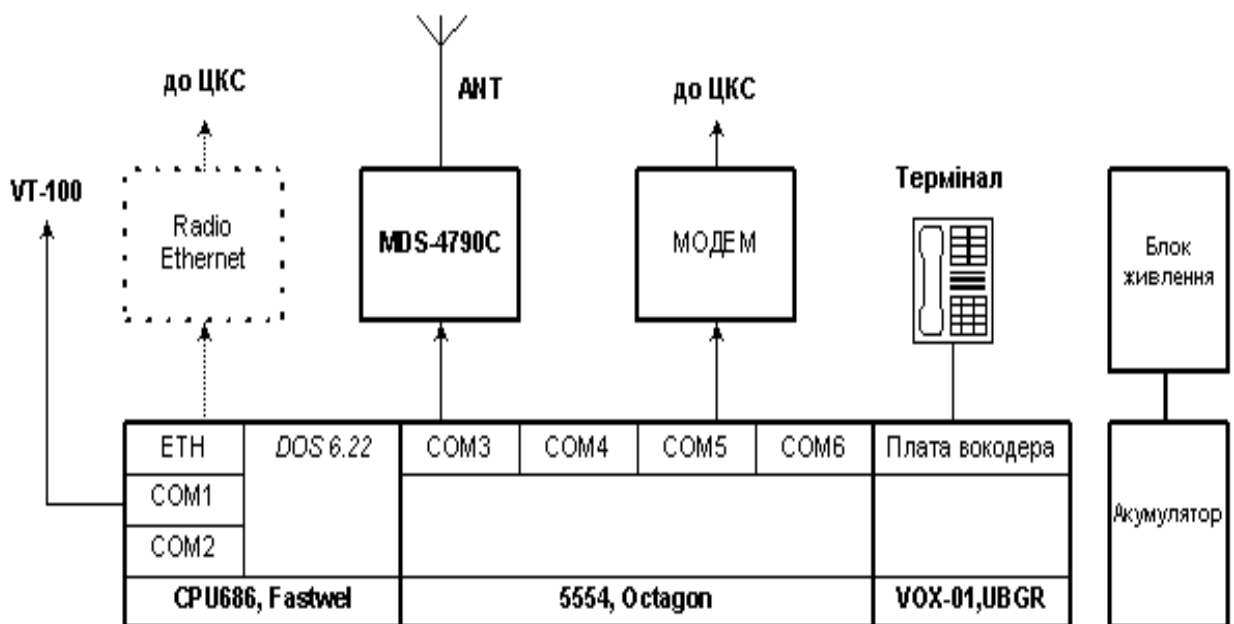 до ЦКС
ANT
до ЦКС
VT-100
Radio
Ethernet
MDS-4790C
МОДЕМ
Термінал
Блок
живлення
ETH
DOS 6.22
COM3
COM4
COM5
COM6
Плата вокодера
COM1
COM2
Акумулятор
CPU686, Fastwel
5554, Octagon
VOX-01,UBGR